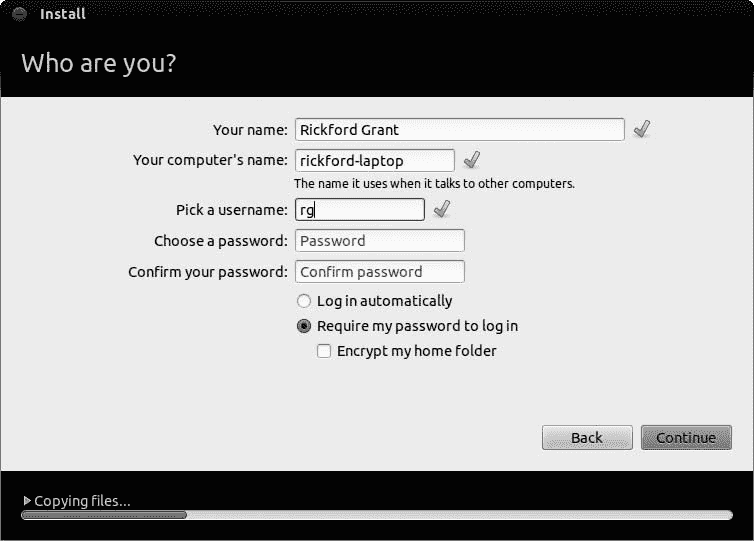 Install
Who are you?
Your name: Rickford Grant
Your computer's name: rickford-laptop
The name it uses when it talks to other computers.
Pick a username: rg
Choose a password: Password
Confirm your password: Confirm password
Log in automatically
Require my password to log in
Encrypt my home folder
Back Continue
Copying files...